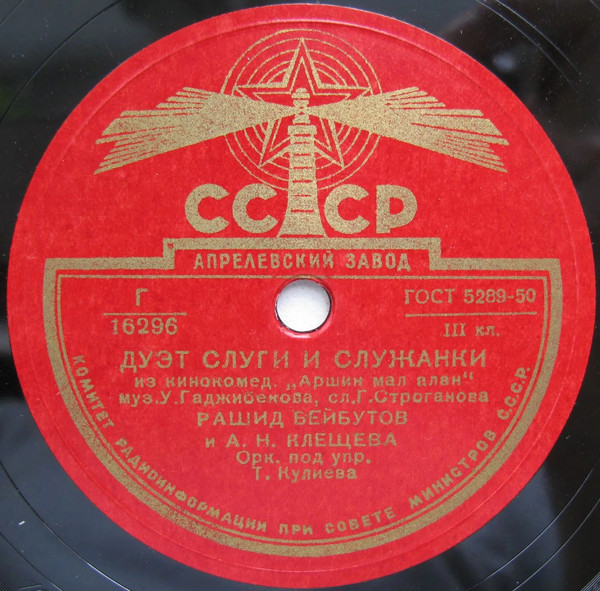 СССР
АПРЕЛЕВСКИЙ ЗАВОД
Г
16296
ГОСТ 5289-50
III кл.
ДУЭТ СЛУГИ И СЛУЖАНКИ
из кинокомед. „Аршин мал алан“
муз.У.Гаджибекова, сл.Г.Строганова
РАШИД БЕЙБУТОВ
и А. Н. КЛЕЩЕВА
Орк. под упр.
Т. Кулиева
КОМИТЕТ РАДИОИНФОРМАЦИИ ПРИ СОВЕТЕ МИНИСТРОВ С.С.С.Р.